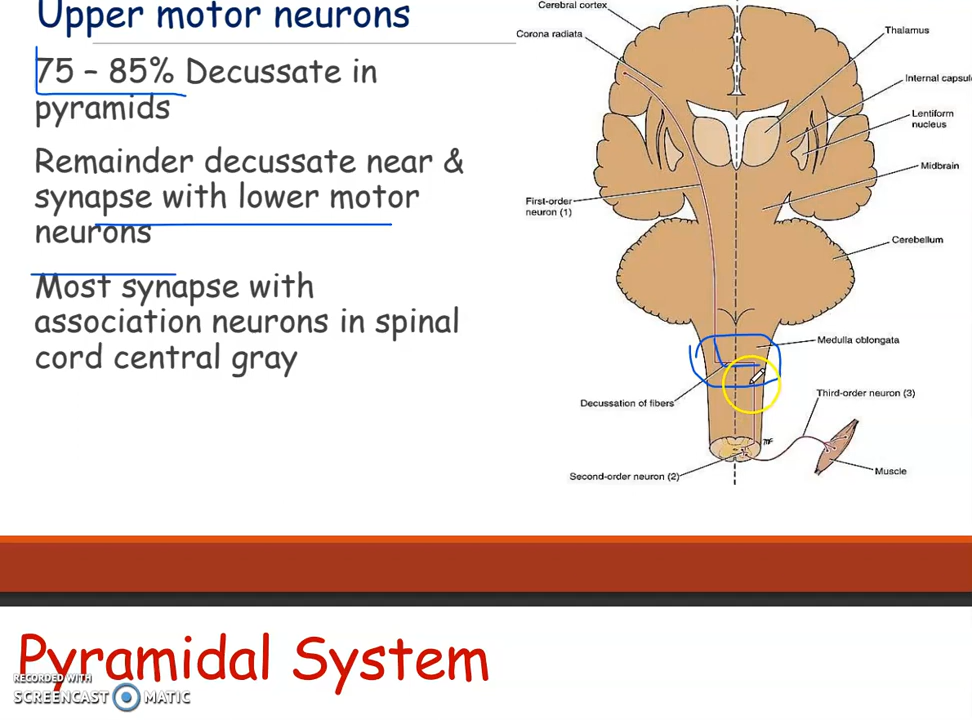 Upper motor neurons
75 – 85% Decussate in
pyramids
Remainder decussate near &
synapse with lower motor
neurons
Most synapse with
association neurons in spinal
cord central gray
Cerebral cortex
Corona radiata
Thalamus
Internal capsule
Lentiform
nucleus
Midbrain
First-order
neuron (1)
Cerebellum
Medulla oblongata
Decussation of fibers
Third-order neuron (3)
Second-order neuron (2)
Muscle
Pyramidal System
RECORDED WITH
SCREENCAST MATIC